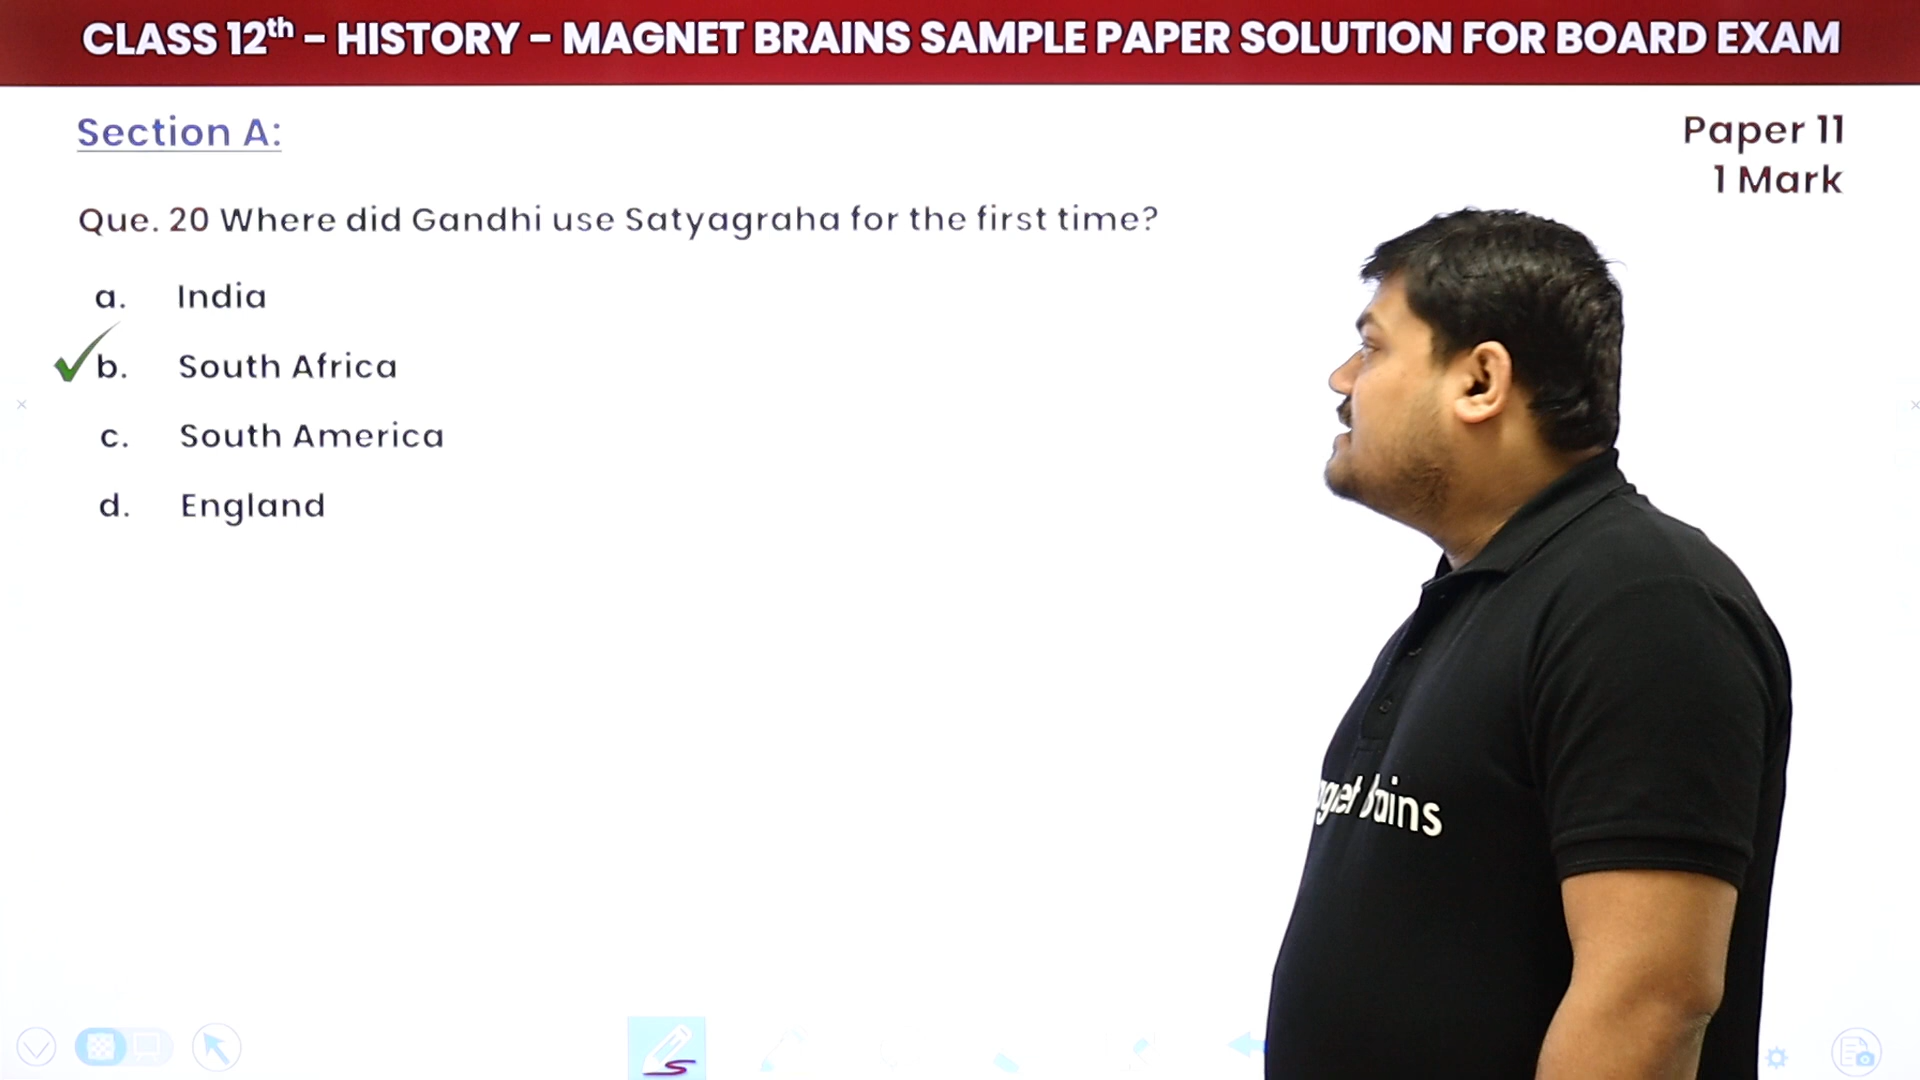 CLASS 12th - HISTORY - MAGNET BRAINS SAMPLE PAPER SOLUTION FOR BOARD EXAM
Section A:
Paper 11
1 Mark
Que. 20 Where did Gandhi use Satyagraha for the first time?
a. India
b. South Africa
c. South America
d. England